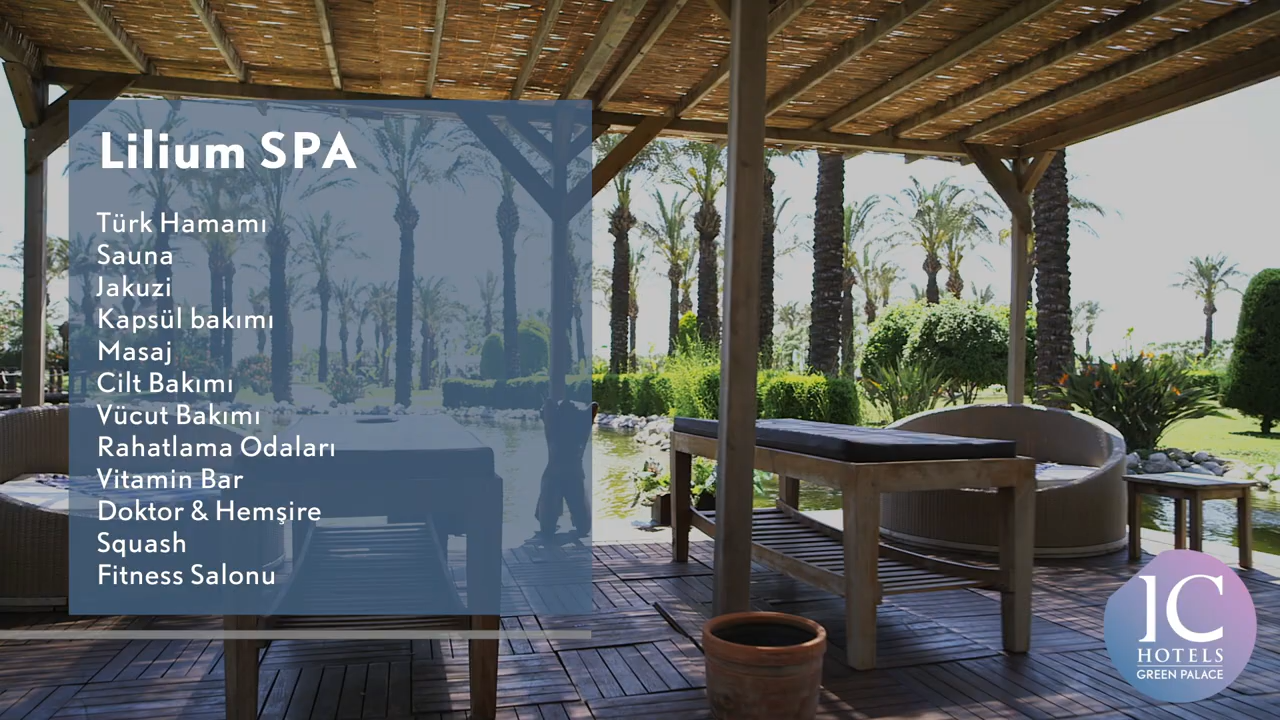 Lilium SPA
Türk Hamamı
Sauna
Jakuzi
Kapsül bakımı
Masaj
Cilt Bakımı
Vücut Bakımı
Rahatlama Odaları
Vitamin Bar
Doktor & Hemşire
Squash
Fitness Salonu
IC
HOTELS
GREEN PALACE